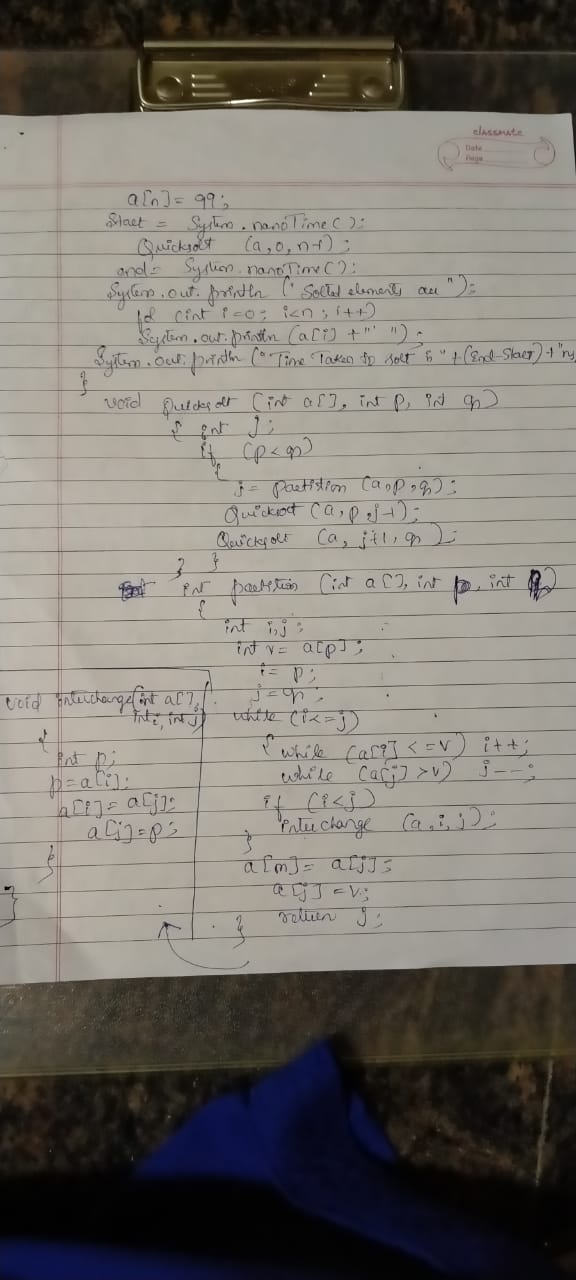 classmate
Date
Page
a[n] = 99;
Start = System.nanoTime();
Quicksort (a, 0, n-1);
end = System.nanoTime();
System.out.println ("Sorted elements are");
for (int i=0; i<n; i++)
System.out.println (a[i] + " ");
System.out.println ("Time Taken to sort is" + (End-Start) + "ns
}
void Quicksort (int a[], int p, int q)
{ int j;
if (p<q)
{
j = partition (a, p, q);
Quicksort (a, p, j-1);
Quicksort (a, j+1, q);
} }
int partition (int a[], int p, int q)
{
int i, j;
int v = a[p];
i = p;
j = q;
while (i<=j)
{ while (a[i] <= v) i++;
while (a[j] > v) j--;
if (i<j)
interchange (a, i, j);
}
a[m] = a[j];
a[j] = v;
return j;
}
void interchange (int a[],
int i, int j)
{
int p;
p = a[i];
a[i] = a[j];
a[j] = p;
}
}